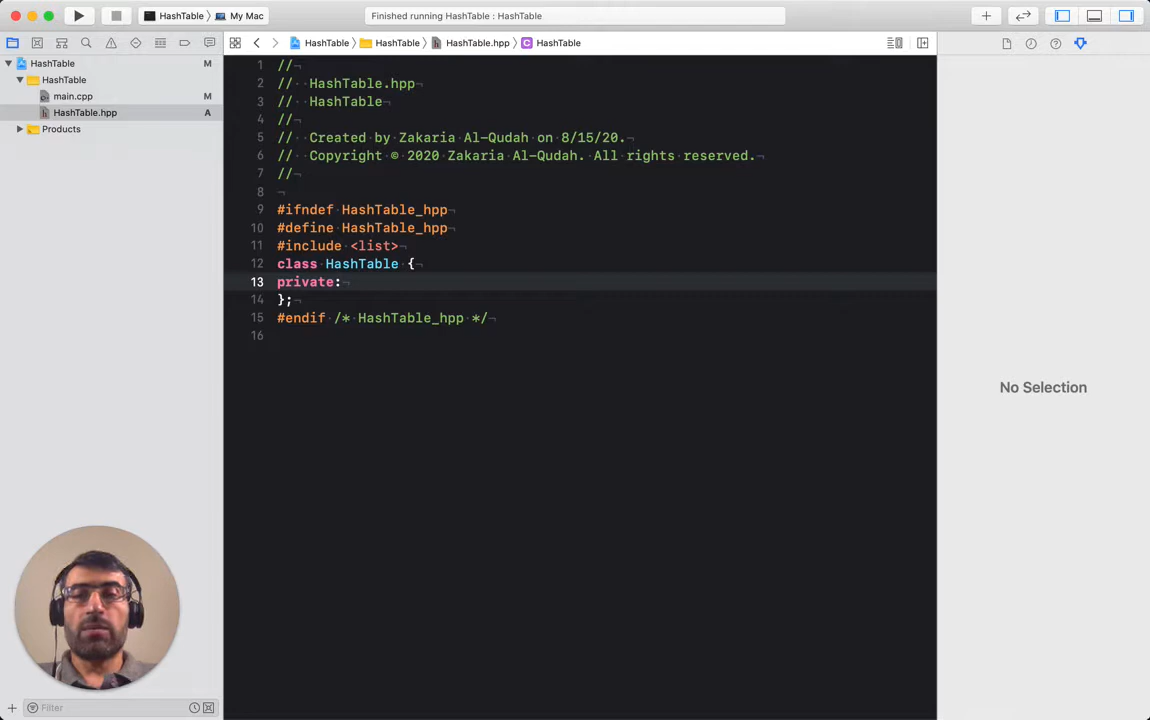 HashTable 〉 My Mac
Finished running HashTable : HashTable
HashTable 〉 HashTable 〉 HashTable.hpp 〉 C HashTable
HashTable M
HashTable
main.cpp M
HashTable.hpp A
Products
1 //
2 // HashTable.hpp
3 // HashTable
4 //
5 // Created by Zakaria Al-Qudah on 8/15/20.
6 // Copyright © 2020 Zakaria Al-Qudah. All rights reserved.
7 //
8
9 #ifndef HashTable_hpp
10 #define HashTable_hpp
11 #include <list>
12 class HashTable {
13 private:
14 };
15 #endif /* HashTable_hpp */
16
No Selection
Filter